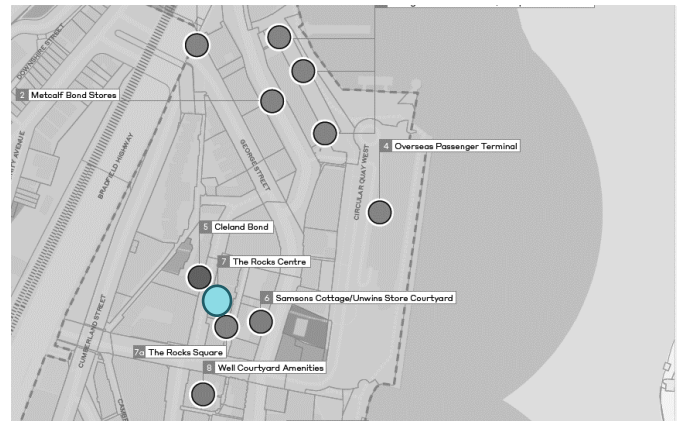 DOWNSHIRE STREET
2 Metcalf Bond Stores
BRADFIELD HIGHWAY
GEORGE STREET
CIRCULAR QUAY WEST
4 Overseas Passenger Terminal
5 Cleland Bond
7 The Rocks Centre
6 Samsons Cottage/Unwins Store Courtyard
CUMBERLAND STREET
7a The Rocks Square
8 Well Courtyard Amenities